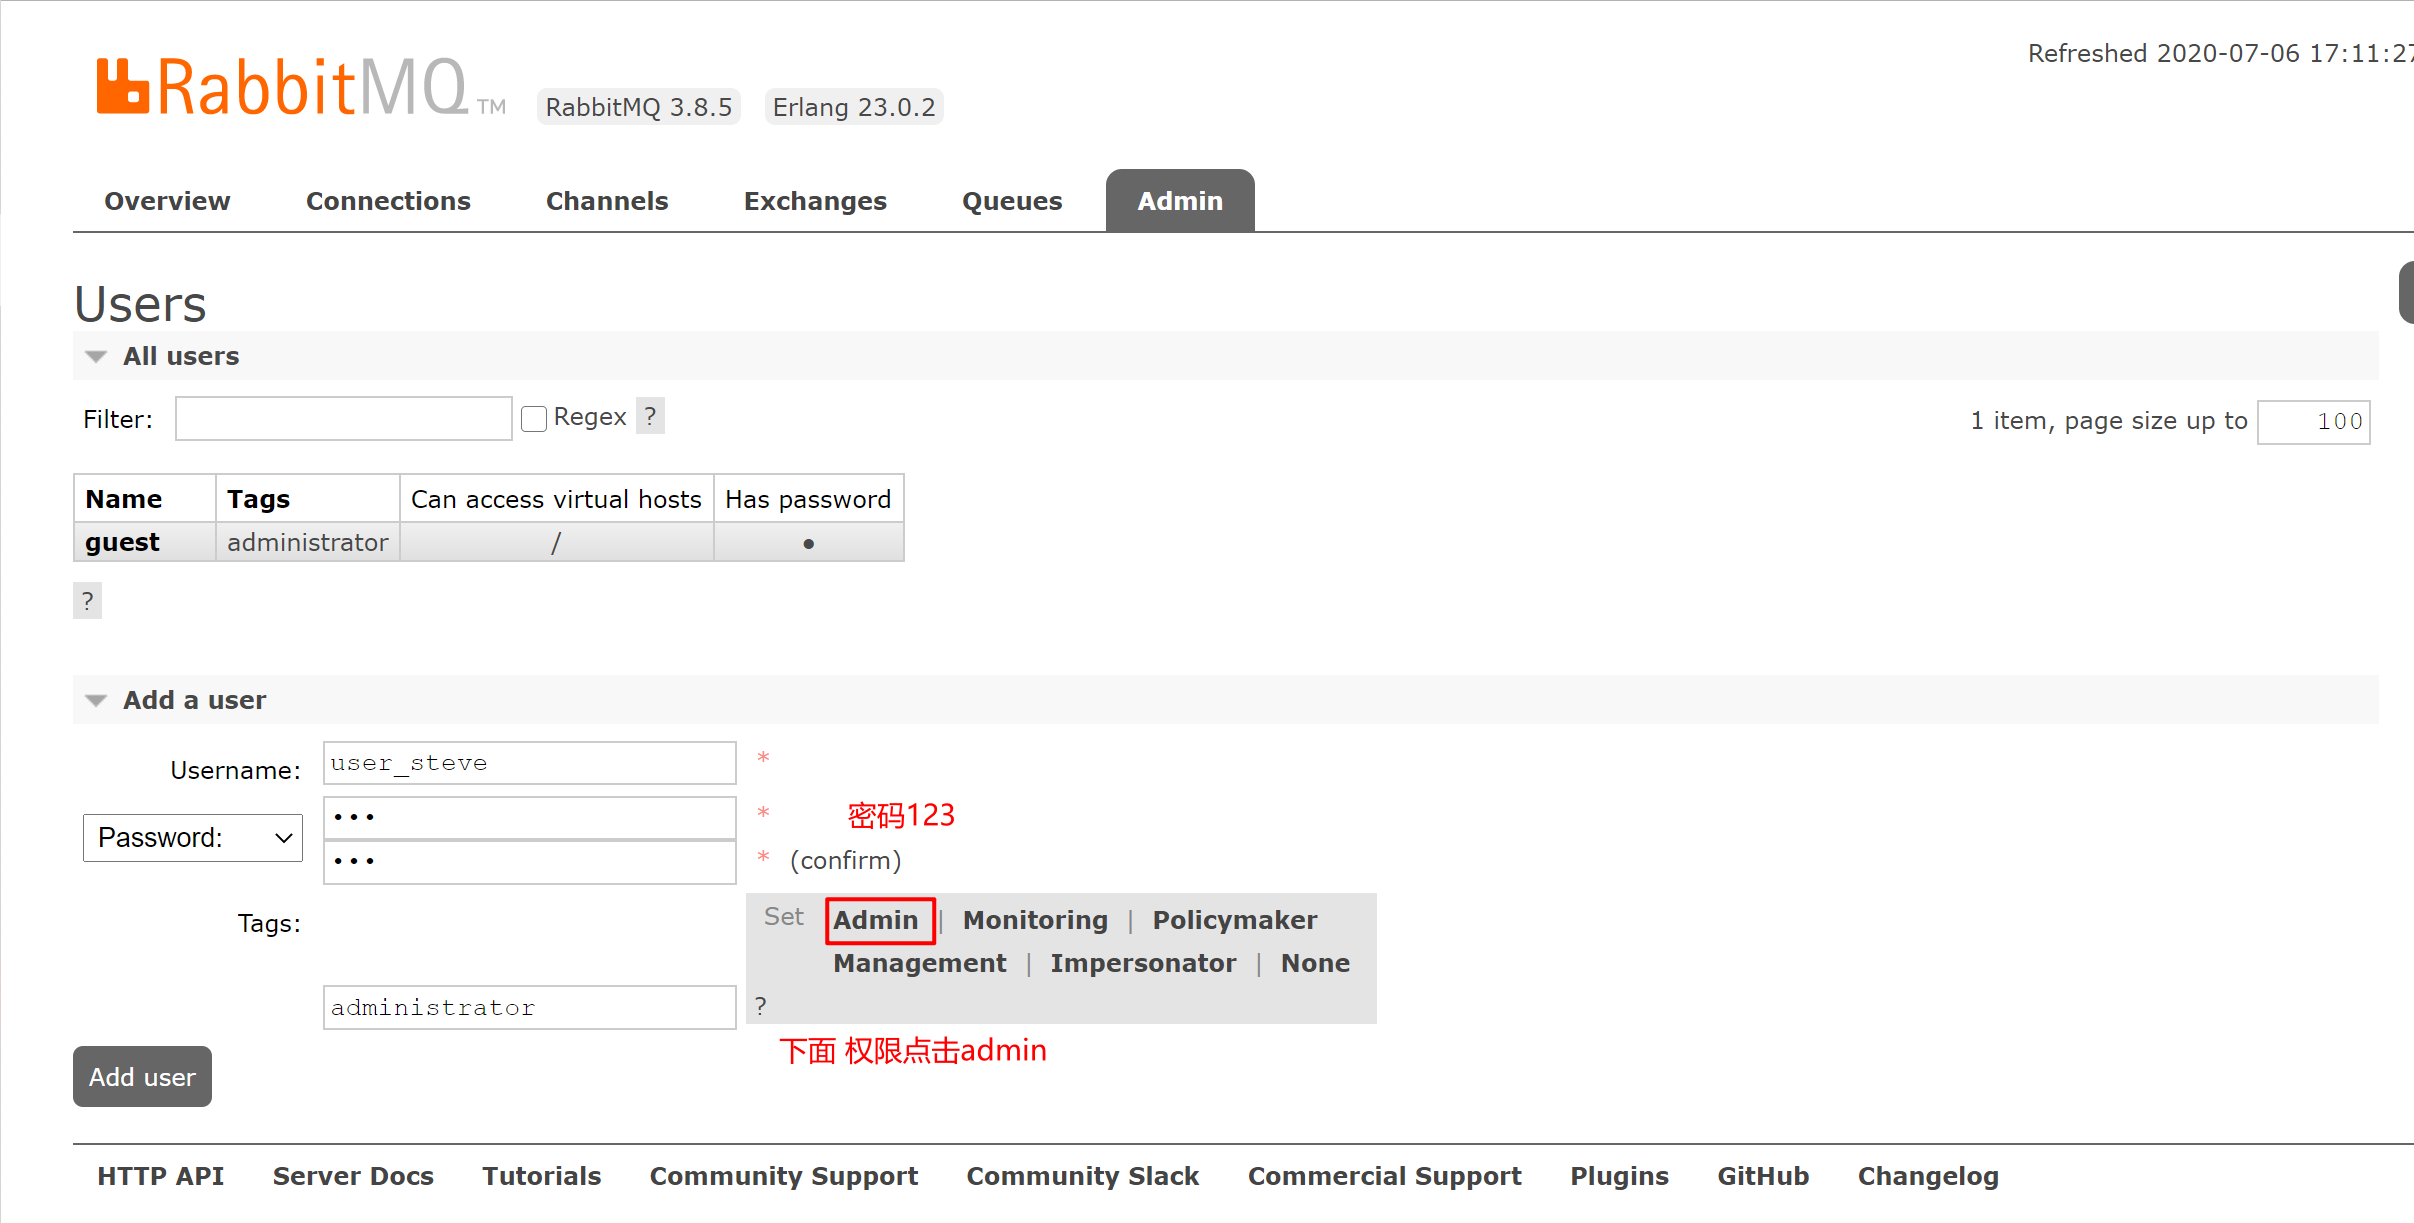 Refreshed 2020-07-06 17:11:27
RabbitMQ TM RabbitMQ 3.8.5 Erlang 23.0.2
Overview Connections Channels Exchanges Queues Admin
Users
All users
Filter: Regex ? 1 item, page size up to 100
Name Tags Can access virtual hosts Has password
guest administrator / ●
?
Add a user
Username: user_steve *
Password: ••• * 密码123
••• * (confirm)
Tags: Set Admin | Monitoring | Policymaker
Management | Impersonator | None
administrator ?
下面 权限点击admin
Add user
HTTP API Server Docs Tutorials Community Support Community Slack Commercial Support Plugins GitHub Changelog